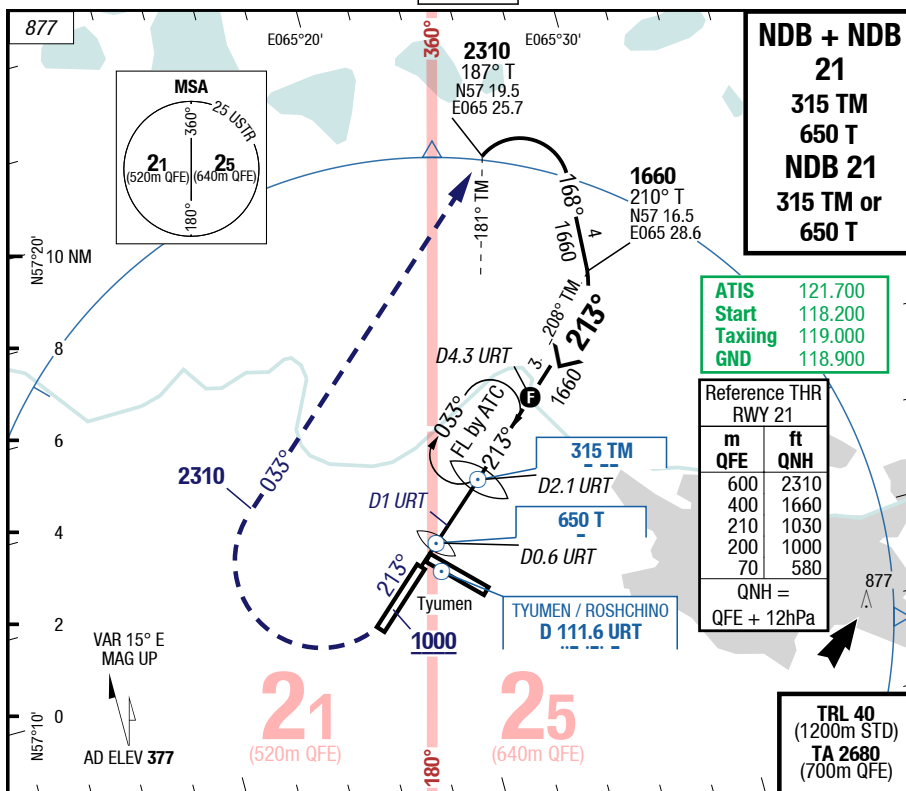 877
E065°20'
E065°30'
360°
2310
187° T
N57 19.5
E065 25.7
NDB + NDB
21
315 TM
650 T
NDB 21
315 TM or
650 T
MSA
25 USTR
360°
21
(520m QFE)
25
(640m QFE)
180°
181° TM
168°
1660
4
1660
210° T
N57 16.5
E065 28.6
N57°20'
10 NM
8
6
4
2
0
N57°10'
208° TM
213°
3
1660
D4.3 URT
F
033°
FL by ATC
213°
ATIS 121.700
Start 118.200
Taxiing 119.000
GND 118.900
Reference THR
RWY 21
m ft
QFE QNH
600 2310
400 1660
210 1030
200 1000
70 580
QNH =
QFE + 12hPa
2310
033°
315 TM
D2.1 URT
D1 URT
650 T
D0.6 URT
213°
Tyumen
TYUMEN / ROSHCHINO
D 111.6 URT
1000
877
VAR 15° E
MAG UP
AD ELEV 377
21
(520m QFE)
25
(640m QFE)
180°
TRL 40
(1200m STD)
TA 2680
(700m QFE)